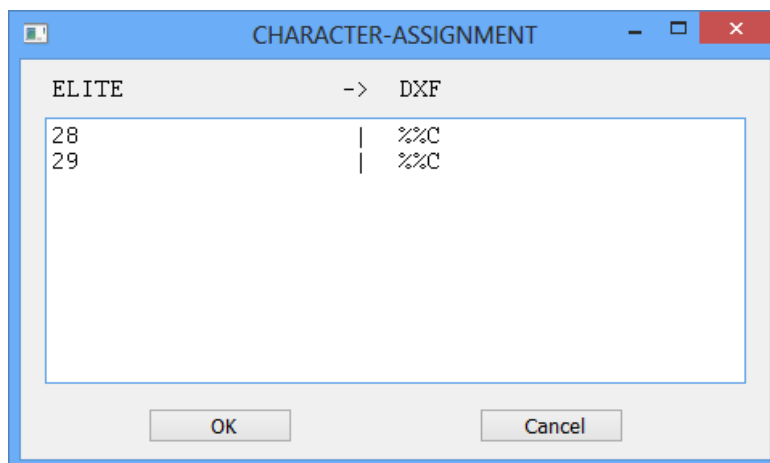 CHARACTER-ASSIGNMENT
ELITE -> DXF
28 | %%C
29 | %%C
OK Cancel